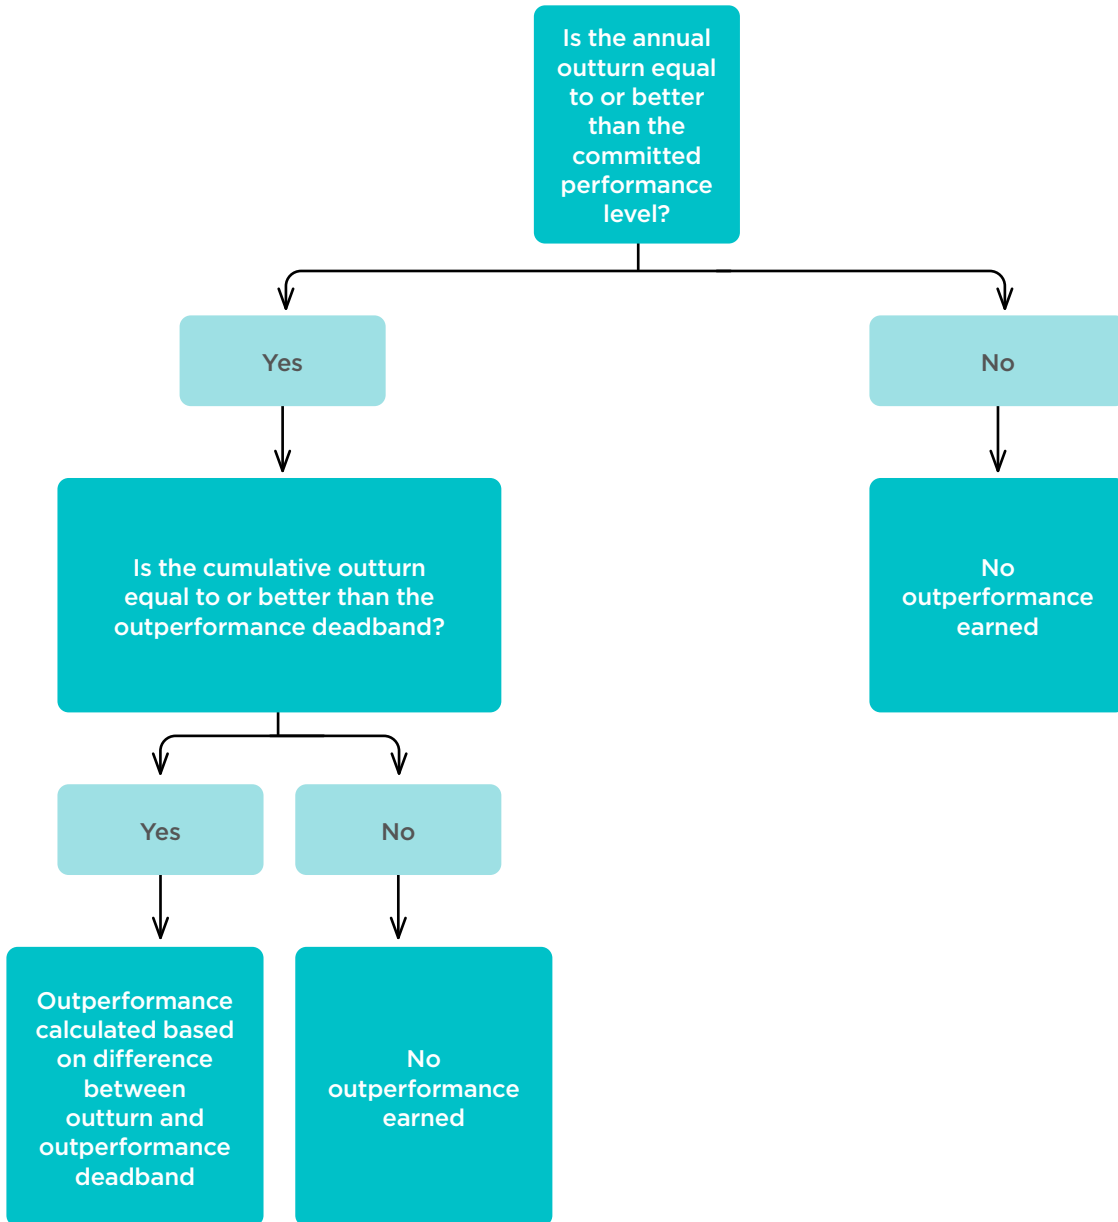 Is the annual
outturn equal
to or better
than the
committed
performance
level?
Yes
No
Is the cumulative outturn
equal to or better than the
outperformance deadband?
No
outperformance
earned
Yes
No
Outperformance
calculated based
on difference
between
outturn and
outperformance
deadband
No
outperformance
earned